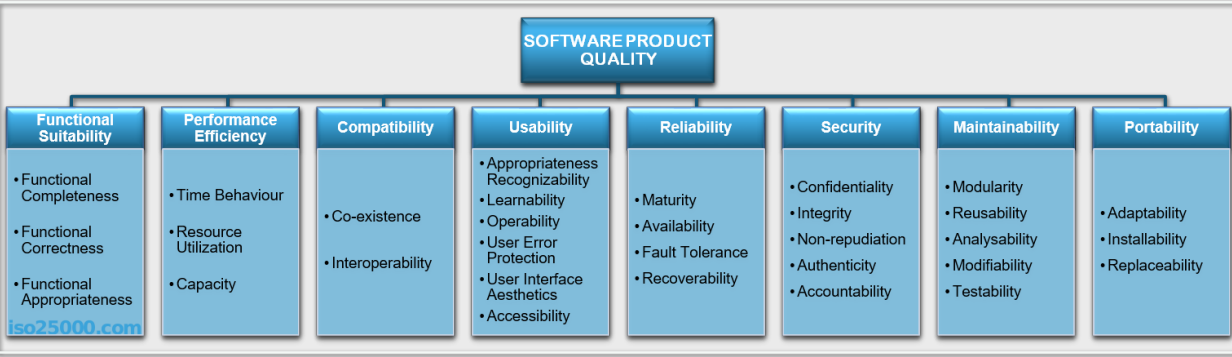 SOFTWARE PRODUCT
QUALITY
Functional
Suitability
• Functional
Completeness
• Functional
Correctness
• Functional
Appropriateness
iso25000.com
Performance
Efficiency
• Time Behaviour
• Resource
Utilization
• Capacity
Compatibility
• Co-existence
• Interoperability
Usability
• Appropriateness
Recognizability
• Learnability
• Operability
• User Error
Protection
• User Interface
Aesthetics
• Accessibility
Reliability
• Maturity
• Availability
• Fault Tolerance
• Recoverability
Security
• Confidentiality
• Integrity
• Non-repudiation
• Authenticity
• Accountability
Maintainability
• Modularity
• Reusability
• Analysability
• Modifiability
• Testability
Portability
• Adaptability
• Installability
• Replaceability